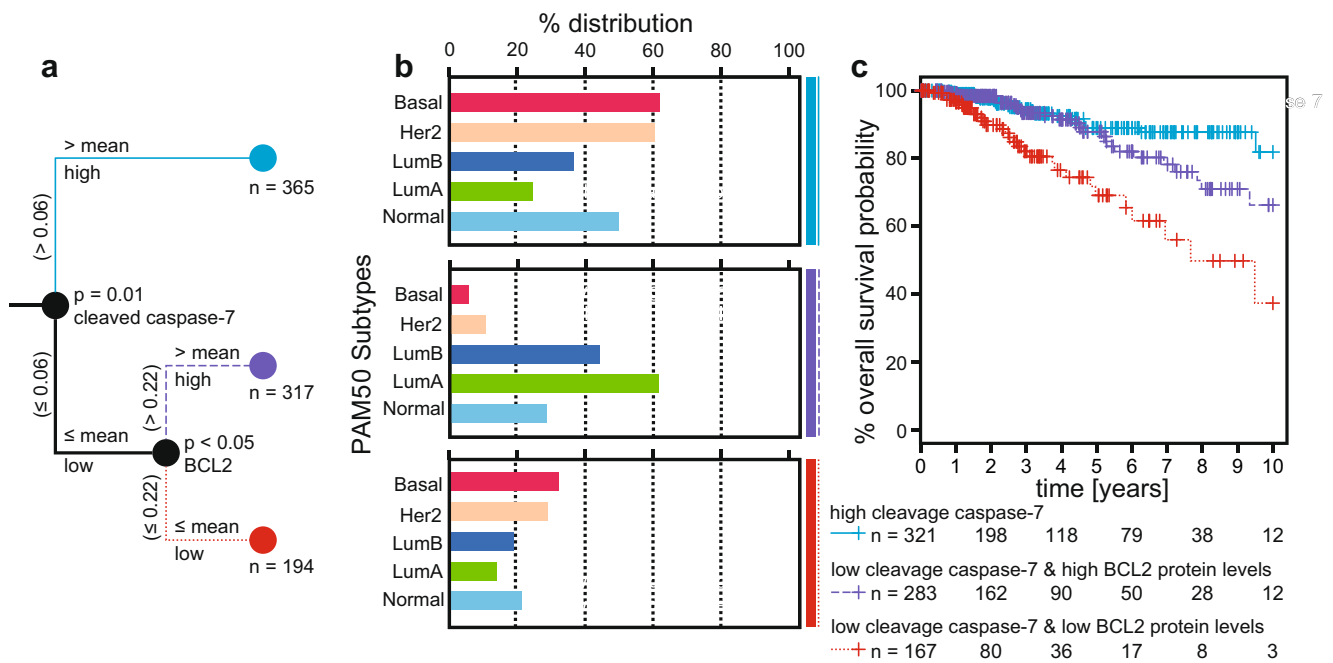 a
> mean
high
n = 365
(> 0.06)
p = 0.01
cleaved caspase-7
(≤ 0.06)
> mean
high
n = 317
(> 0.22)
≤ mean
low
p < 0.05
BCL2
(≤ 0.22)
≤ mean
low
n = 194
b
% distribution
0 20 40 60 80 100
PAM50 Subtypes
Basal
Her2
LumB
LumA
Normal
Basal
Her2
LumB
LumA
Normal
Basal
Her2
LumB
LumA
Normal
c
se 7
% overall survival probability
100
80
60
40
20
0
0 1 2 3 4 5 6 7 8 9 10
time [years]
high cleavage caspase-7
n = 321 198 118 79 38 12
low cleavage caspase-7 & high BCL2 protein levels
n = 283 162 90 50 28 12
low cleavage caspase-7 & low BCL2 protein levels
n = 167 80 36 17 8 3